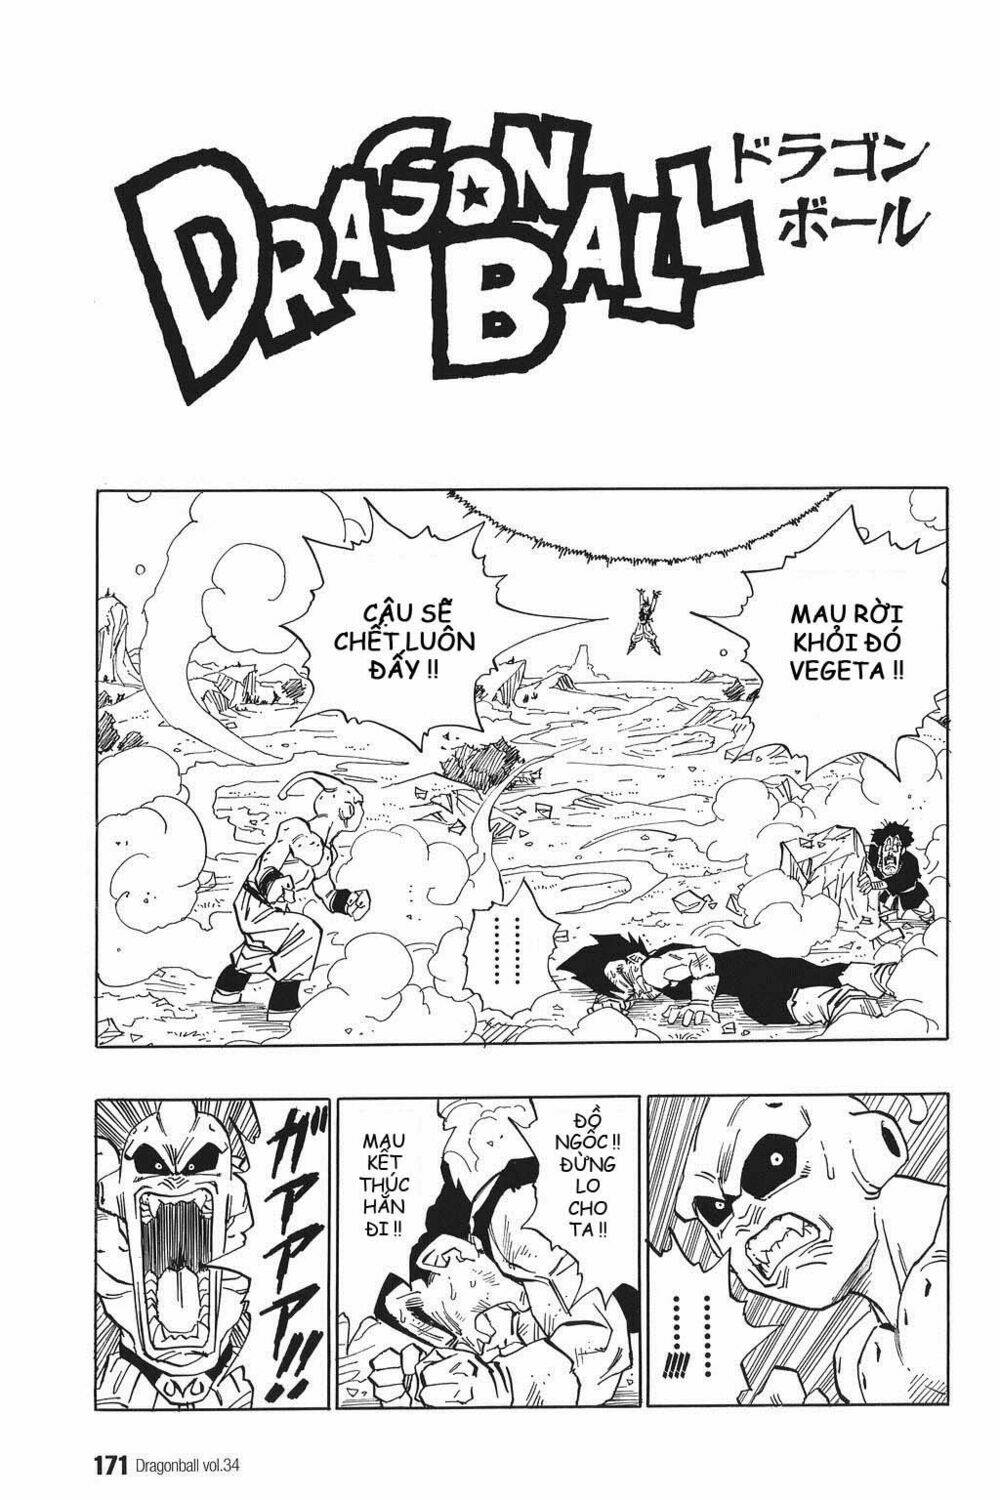 DRAGON BALL
ドラゴン
ボール
MAU RỜI
KHỎI ĐÓ
VEGETA !!
CẬU SẼ
CHẾT LUÔN
ĐẤY !!
........
........
........
........!!!!
ĐỒ
NGỐC !!
ĐỪNG
LO
CHO
TA !!
MAU
KẾT
THÚC
HẮN
ĐI !!
ガアアアア!!
171 Dragonball vol.34